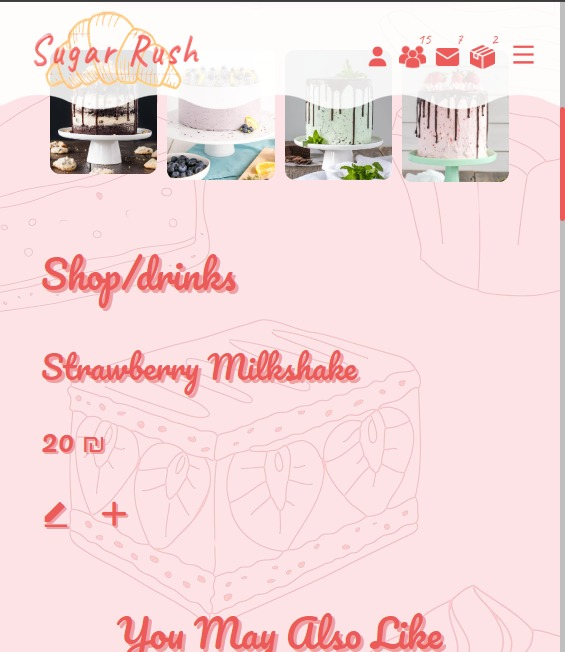 Sugar Rush
15
7
2
Shop/drinks
Strawberry Milkshake
20 ₪
You May Also Like